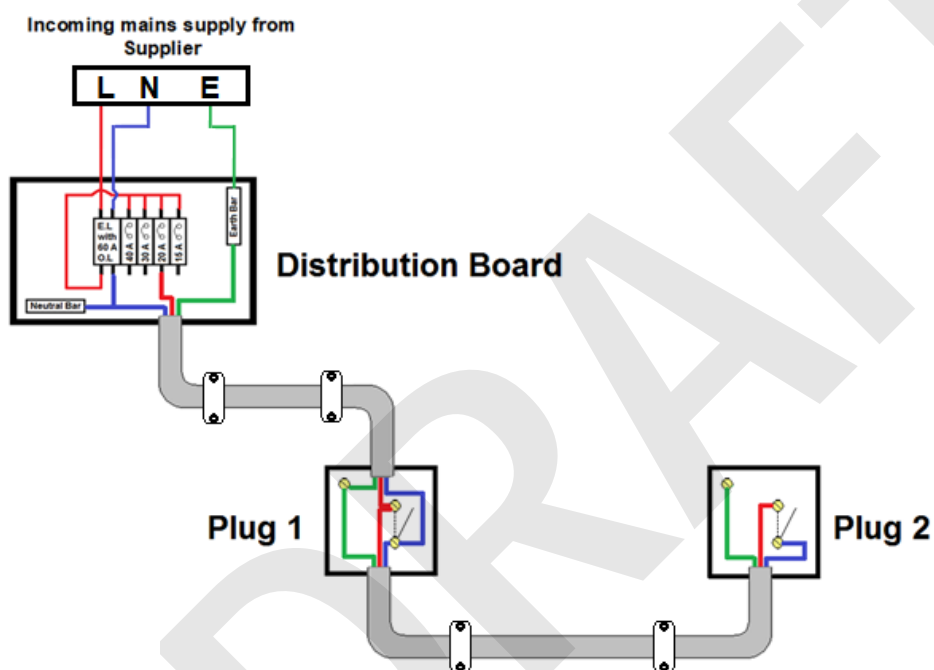 Incoming mains supply from
Supplier
L N E
E.L
with
60 A
O.L
40 A
30 A
20 A
15 A
Earth Bar
Neutral Bar
Distribution Board
Plug 1
Plug 2
DRAFT